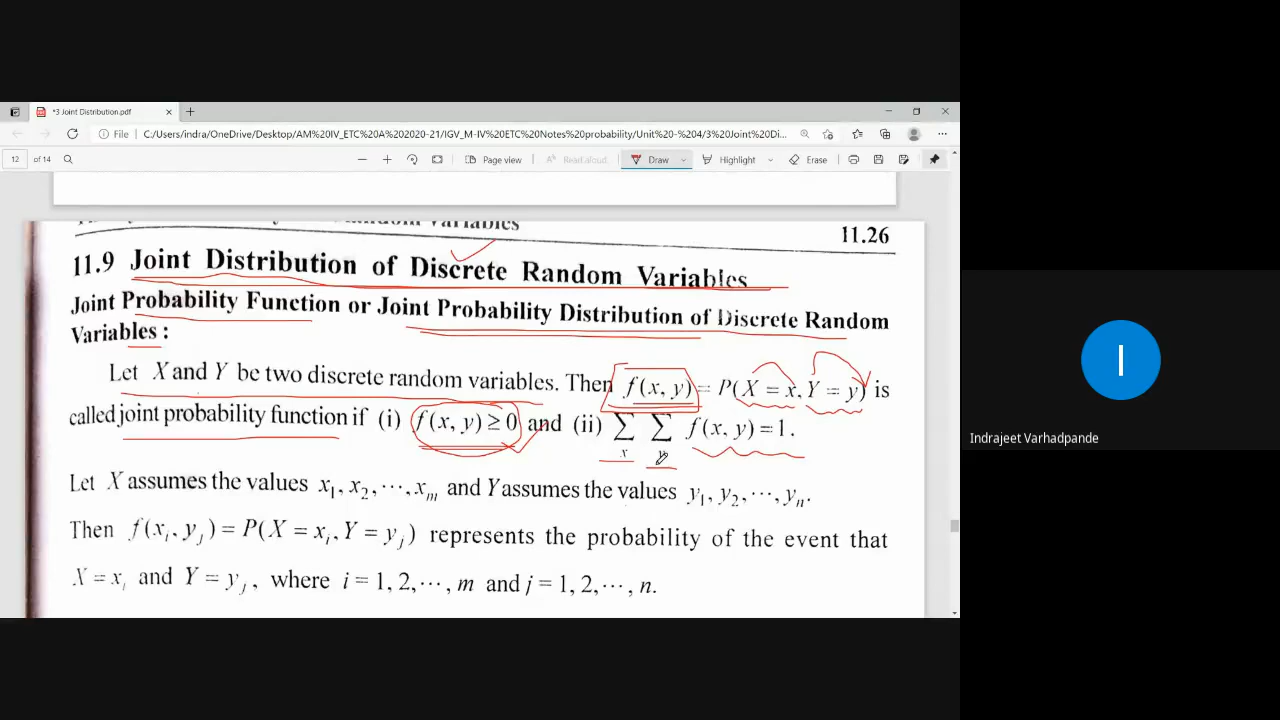 *3 Joint Distribution.pdf
File C:/Users/indra/OneDrive/Desktop/AM%20IV_ETC%20A%202020-21/IGV_M-IV%20ETC%20Notes%20probability/Unit%20-%204/3%20Joint%20Di...
12 of 14 Page view Read aloud Draw Highlight Erase
Random Variables
11.26
11.9 Joint Distribution of Discrete Random Variables
Joint Probability Function or Joint Probability Distribution of Discrete Random
Variables :
Let X and Y be two discrete random variables. Then f(x, y) = P(X = x, Y = y) is
called joint probability function if (i) f(x, y) ≥ 0 and (ii) ∑ₓ ∑ᵧ f(x, y) = 1.
Let X assumes the values x₁, x₂, ···, xₘ and Y assumes the values y₁, y₂, ···, yₙ.
Then f(xᵢ, yⱼ) = P(X = xᵢ, Y = yⱼ) represents the probability of the event that
X = xᵢ and Y = yⱼ, where i = 1, 2, ···, m and j = 1, 2, ···, n.
I
Indrajeet Varhadpande